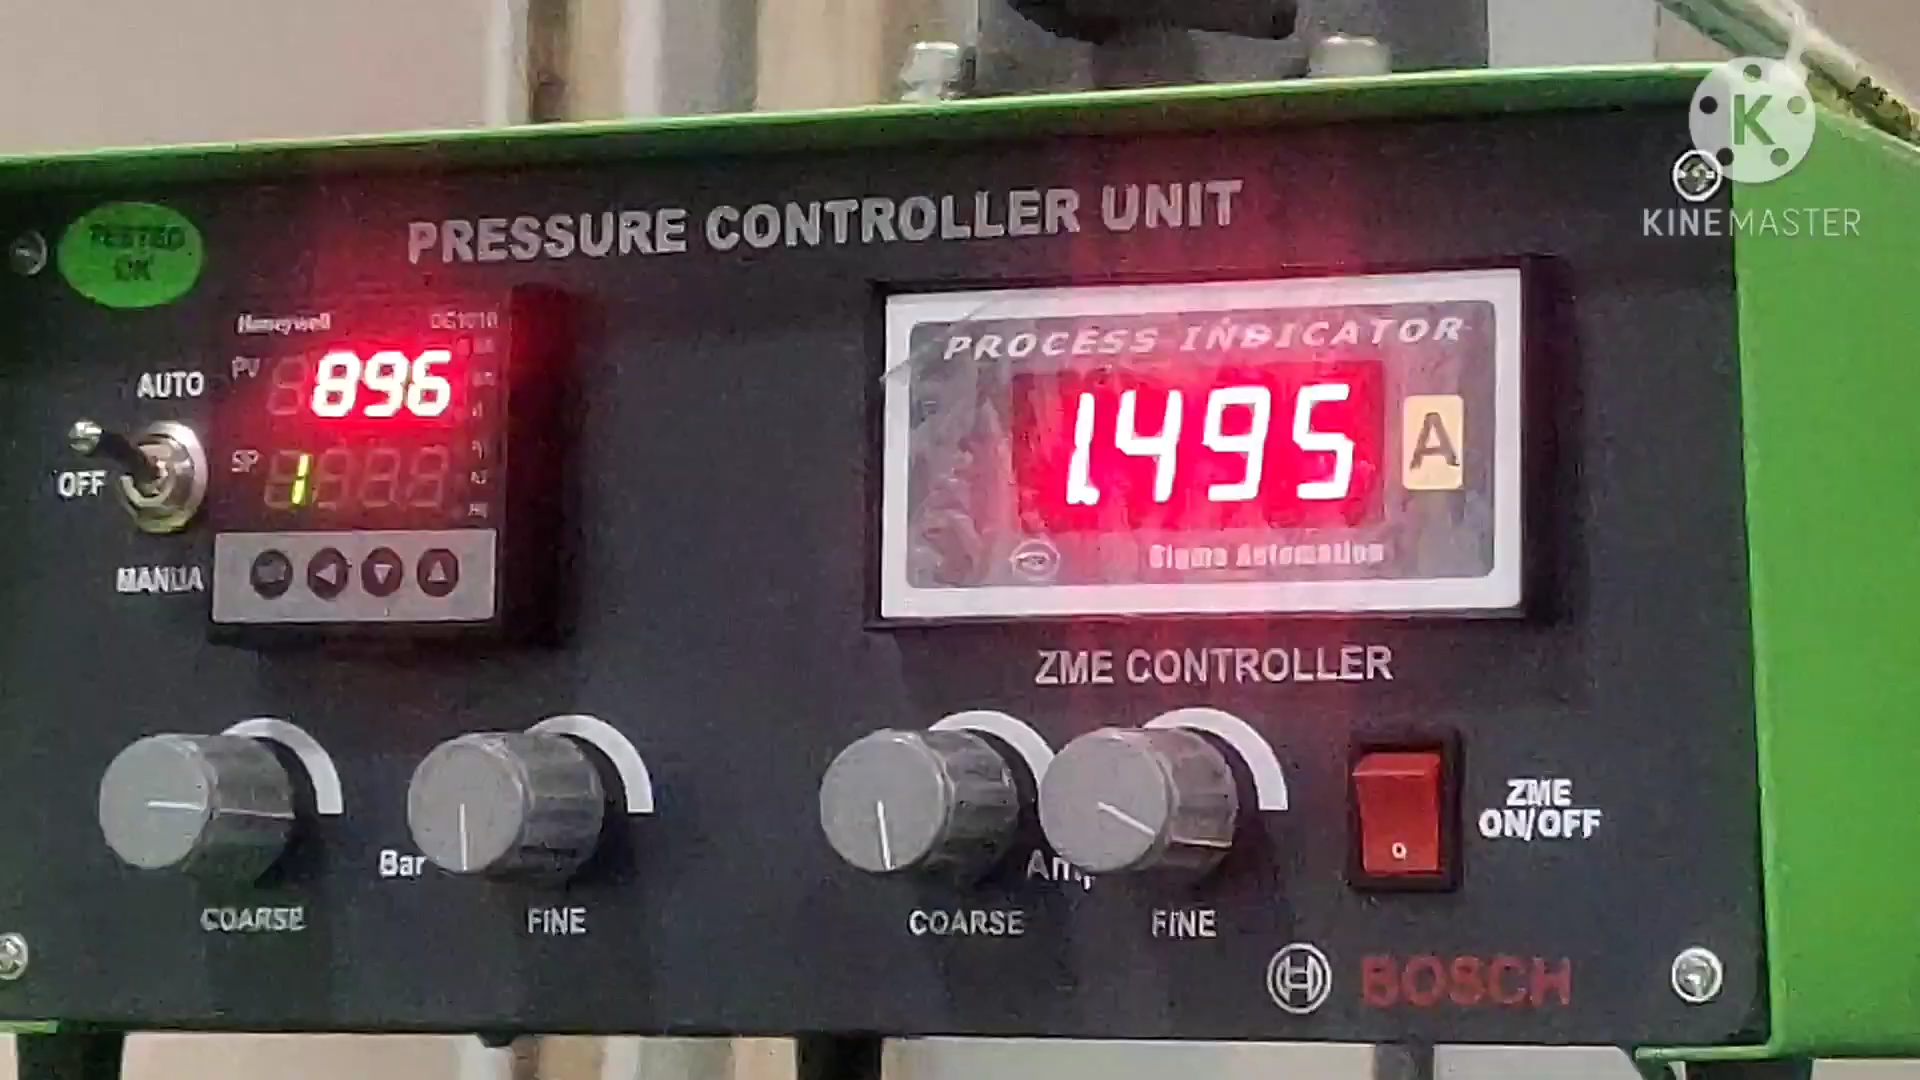 KINEMASTER
PRESSURE CONTROLLER UNIT
TESTED
OK
Honeywell
PV
896
AUTO
SP
1
OFF
MANUA
PROCESS INDICATOR
1.495
A
Sigma Automation
ZME CONTROLLER
ZME
ON/OFF
Bar
COARSE
FINE
COARSE
FINE
BOSCH